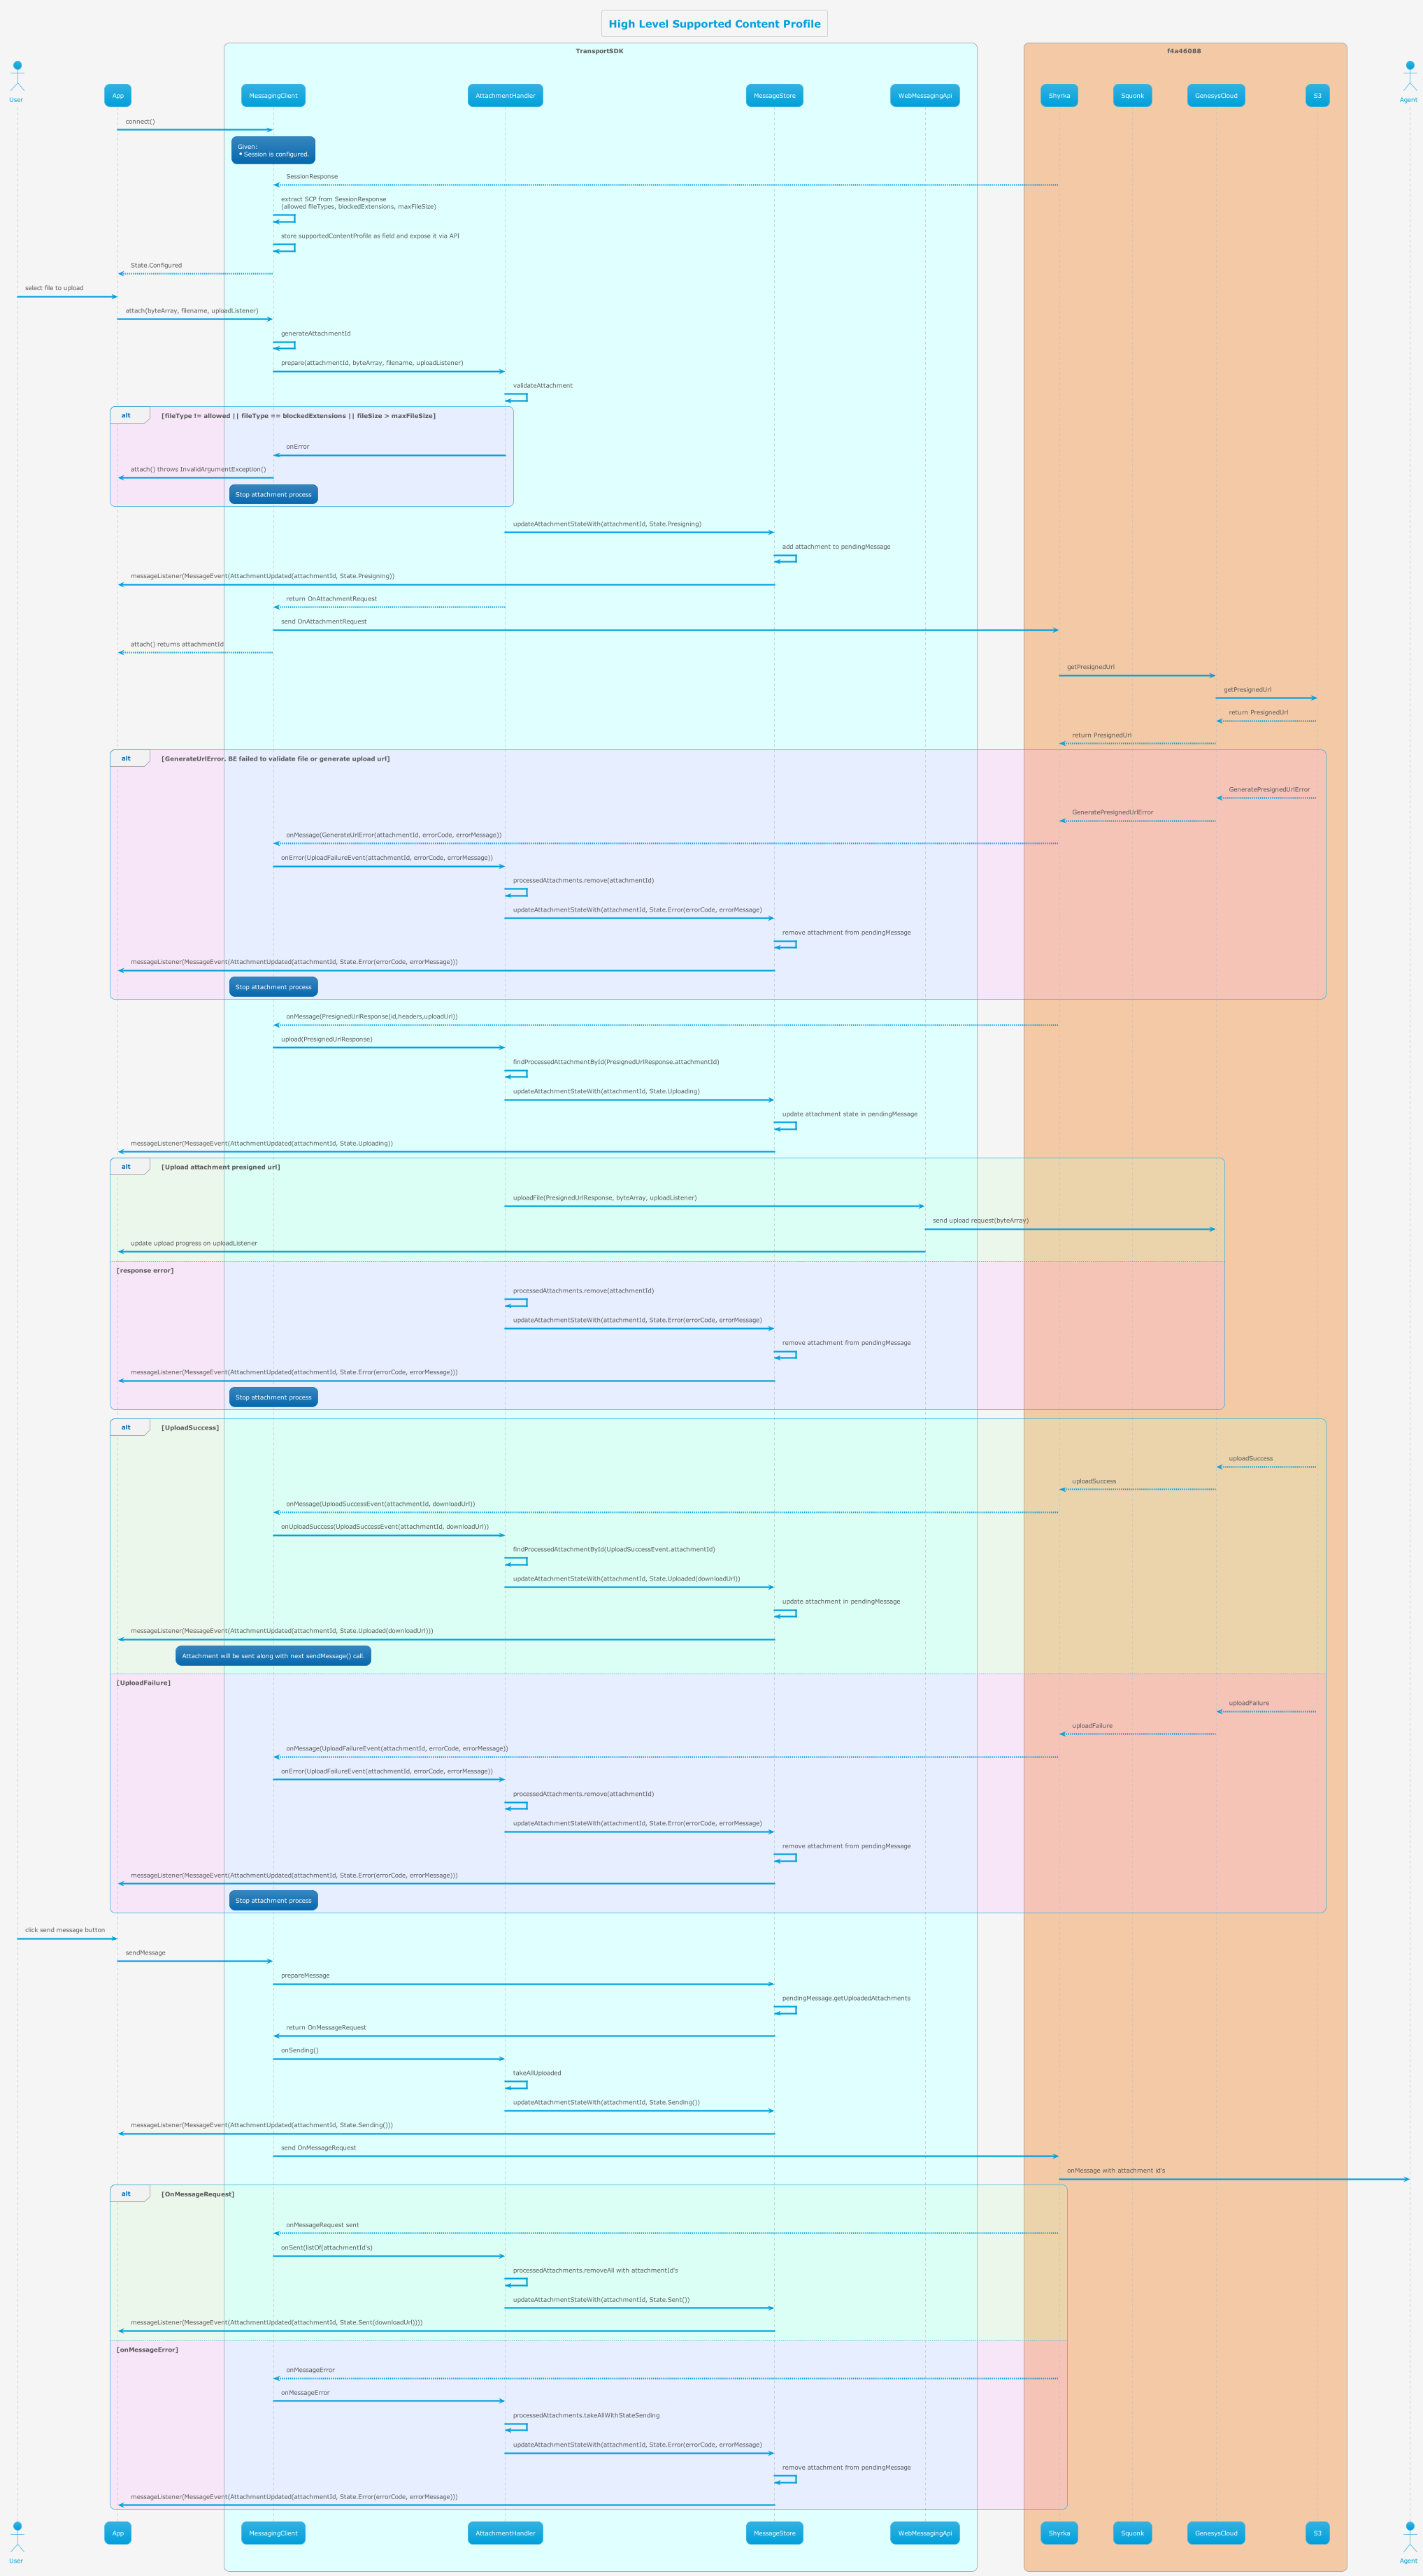 High Level Supported Content Profile
TransportSDK
f4a46088
User
App
MessagingClient
AttachmentHandler
MessageStore
WebMessagingApi
Shyrka
Squonk
GenesysCloud
S3
Agent
connect()
Given:
• Session is configured.
SessionResponse
extract SCP from SessionResponse
(allowed fileTypes, blockedExtensions, maxFileSize)
store supportedContentProfile as field and expose it via API
State.Configured
select file to upload
attach(byteArray, filename, uploadListener)
generateAttachmentId
prepare(attachmentId, byteArray, filename, uploadListener)
validateAttachment
alt
[fileType != allowed || fileType == blockedExtensions || fileSize > maxFileSize]
onError
attach() throws InvalidArgumentException()
Stop attachment process
updateAttachmentStateWith(attachmentId, State.Presigning)
add attachment to pendingMessage
messageListener(MessageEvent(AttachmentUpdated(attachmentId, State.Presigning))
return OnAttachmentRequest
send OnAttachmentRequest
attach() returns attachmentId
getPresignedUrl
getPresignedUrl
return PresignedUrl
return PresignedUrl
alt
[GenerateUrlError. BE failed to validate file or generate upload url]
GeneratePresignedUrlError
GeneratePresignedUrlError
onMessage(GenerateUrlError(attachmentId, errorCode, errorMessage))
onError(UploadFailureEvent(attachmentId, errorCode, errorMessage))
processedAttachments.remove(attachmentId)
updateAttachmentStateWith(attachmentId, State.Error(errorCode, errorMessage)
remove attachment from pendingMessage
messageListener(MessageEvent(AttachmentUpdated(attachmentId, State.Error(errorCode, errorMessage)))
Stop attachment process
onMessage(PresignedUrlResponse(id,headers,uploadUrl))
upload(PresignedUrlResponse)
findProcessedAttachmentById(PresignedUrlResponse.attachmentId)
updateAttachmentStateWith(attachmentId, State.Uploading)
update attachment state in pendingMessage
messageListener(MessageEvent(AttachmentUpdated(attachmentId, State.Uploading))
alt
[Upload attachment presigned url]
uploadFile(PresignedUrlResponse, byteArray, uploadListener)
send upload request(byteArray)
update upload progress on uploadListener
[response error]
processedAttachments.remove(attachmentId)
updateAttachmentStateWith(attachmentId, State.Error(errorCode, errorMessage)
remove attachment from pendingMessage
messageListener(MessageEvent(AttachmentUpdated(attachmentId, State.Error(errorCode, errorMessage)))
Stop attachment process
alt
[UploadSuccess]
uploadSuccess
uploadSuccess
onMessage(UploadSuccessEvent(attachmentId, downloadUrl))
onUploadSuccess(UploadSuccessEvent(attachmentId, downloadUrl))
findProcessedAttachmentById(UploadSuccessEvent.attachmentId)
updateAttachmentStateWith(attachmentId, State.Uploaded(downloadUrl))
update attachment in pendingMessage
messageListener(MessageEvent(AttachmentUpdated(attachmentId, State.Uploaded(downloadUrl)))
Attachment will be sent along with next sendMessage() call.
[UploadFailure]
uploadFailure
uploadFailure
onMessage(UploadFailureEvent(attachmentId, errorCode, errorMessage))
onError(UploadFailureEvent(attachmentId, errorCode, errorMessage))
processedAttachments.remove(attachmentId)
updateAttachmentStateWith(attachmentId, State.Error(errorCode, errorMessage)
remove attachment from pendingMessage
messageListener(MessageEvent(AttachmentUpdated(attachmentId, State.Error(errorCode, errorMessage)))
Stop attachment process
click send message button
sendMessage
prepareMessage
pendingMessage.getUploadedAttachments
return OnMessageRequest
onSending()
takeAllUploaded
updateAttachmentStateWith(attachmentId, State.Sending())
messageListener(MessageEvent(AttachmentUpdated(attachmentId, State.Sending()))
send OnMessageRequest
onMessage with attachment id's
alt
[OnMessageRequest]
onMessageRequest sent
onSent(listOf(attachmentId's)
processedAttachments.removeAll with attachmentId's
updateAttachmentStateWith(attachmentId, State.Sent())
messageListener(MessageEvent(AttachmentUpdated(attachmentId, State.Sent(downloadUrl))))
[onMessageError]
onMessageError
onMessageError
processedAttachments.takeAllWithStateSending
updateAttachmentStateWith(attachmentId, State.Error(errorCode, errorMessage)
remove attachment from pendingMessage
messageListener(MessageEvent(AttachmentUpdated(attachmentId, State.Error(errorCode, errorMessage)))
User
App
MessagingClient
AttachmentHandler
MessageStore
WebMessagingApi
Shyrka
Squonk
GenesysCloud
S3
Agent